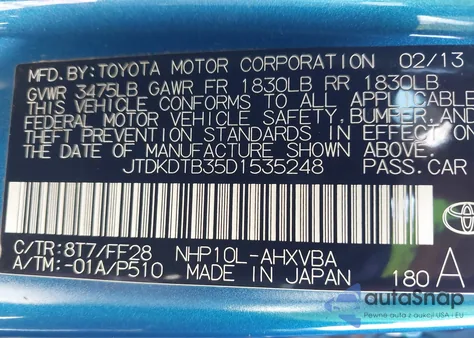 MFD. BY: TOYOTA MOTOR CORPORATION 02/13
GVWR 3475LB GAWR FR 1830LB RR 1830LB
THIS VEHICLE CONFORMS TO ALL APPLICABLE
FEDERAL MOTOR VEHICLE SAFETY, BUMPER, AND
THEFT PREVENTION STANDARDS IN EFFECT ON THE
DATE OF MANUFACTURE SHOWN ABOVE.
JTDKDTB35D1535248 PASS. CAR
C/TR: 8T7/FF28 NHP10L-AHXVBA
A/TM: -01A/P510 MADE IN JAPAN 180 A
TOYOTA
autoSnap
Pewne auta z aukcji USA i EU